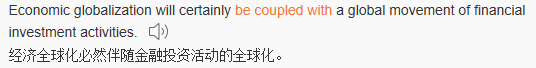 Economic globalization will certainly be coupled with a global movement of financial
investment activities.
经济全球化必然伴随金融投资活动的全球化。